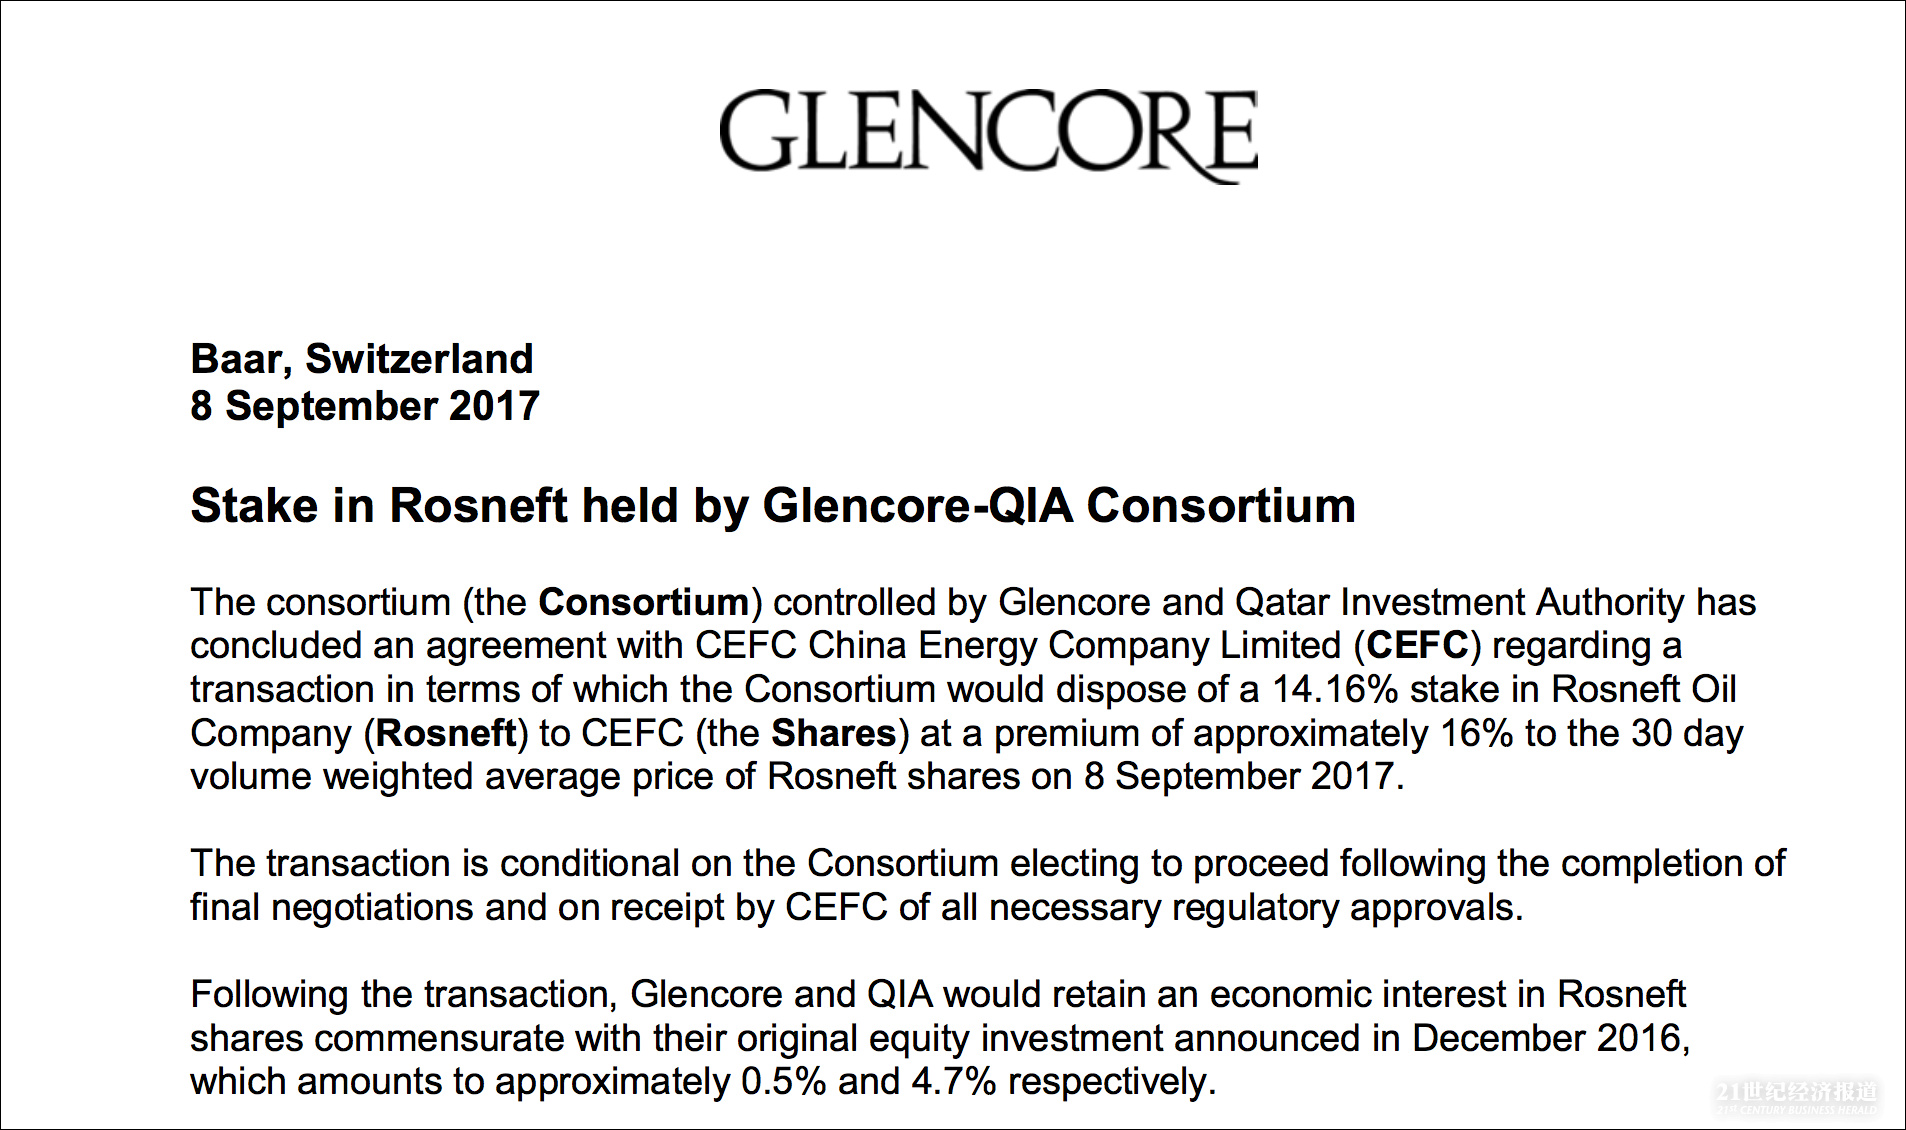 GLENCORE
Baar, Switzerland
8 September 2017
Stake in Rosneft held by Glencore-QIA Consortium
The consortium (the Consortium) controlled by Glencore and Qatar Investment Authority has
concluded an agreement with CEFC China Energy Company Limited (CEFC) regarding a
transaction in terms of which the Consortium would dispose of a 14.16% stake in Rosneft Oil
Company (Rosneft) to CEFC (the Shares) at a premium of approximately 16% to the 30 day
volume weighted average price of Rosneft shares on 8 September 2017.
The transaction is conditional on the Consortium electing to proceed following the completion of
final negotiations and on receipt by CEFC of all necessary regulatory approvals.
Following the transaction, Glencore and QIA would retain an economic interest in Rosneft
shares commensurate with their original equity investment announced in December 2016,
which amounts to approximately 0.5% and 4.7% respectively.
21世纪经济报道
21st CENTURY BUSINESS HERALD